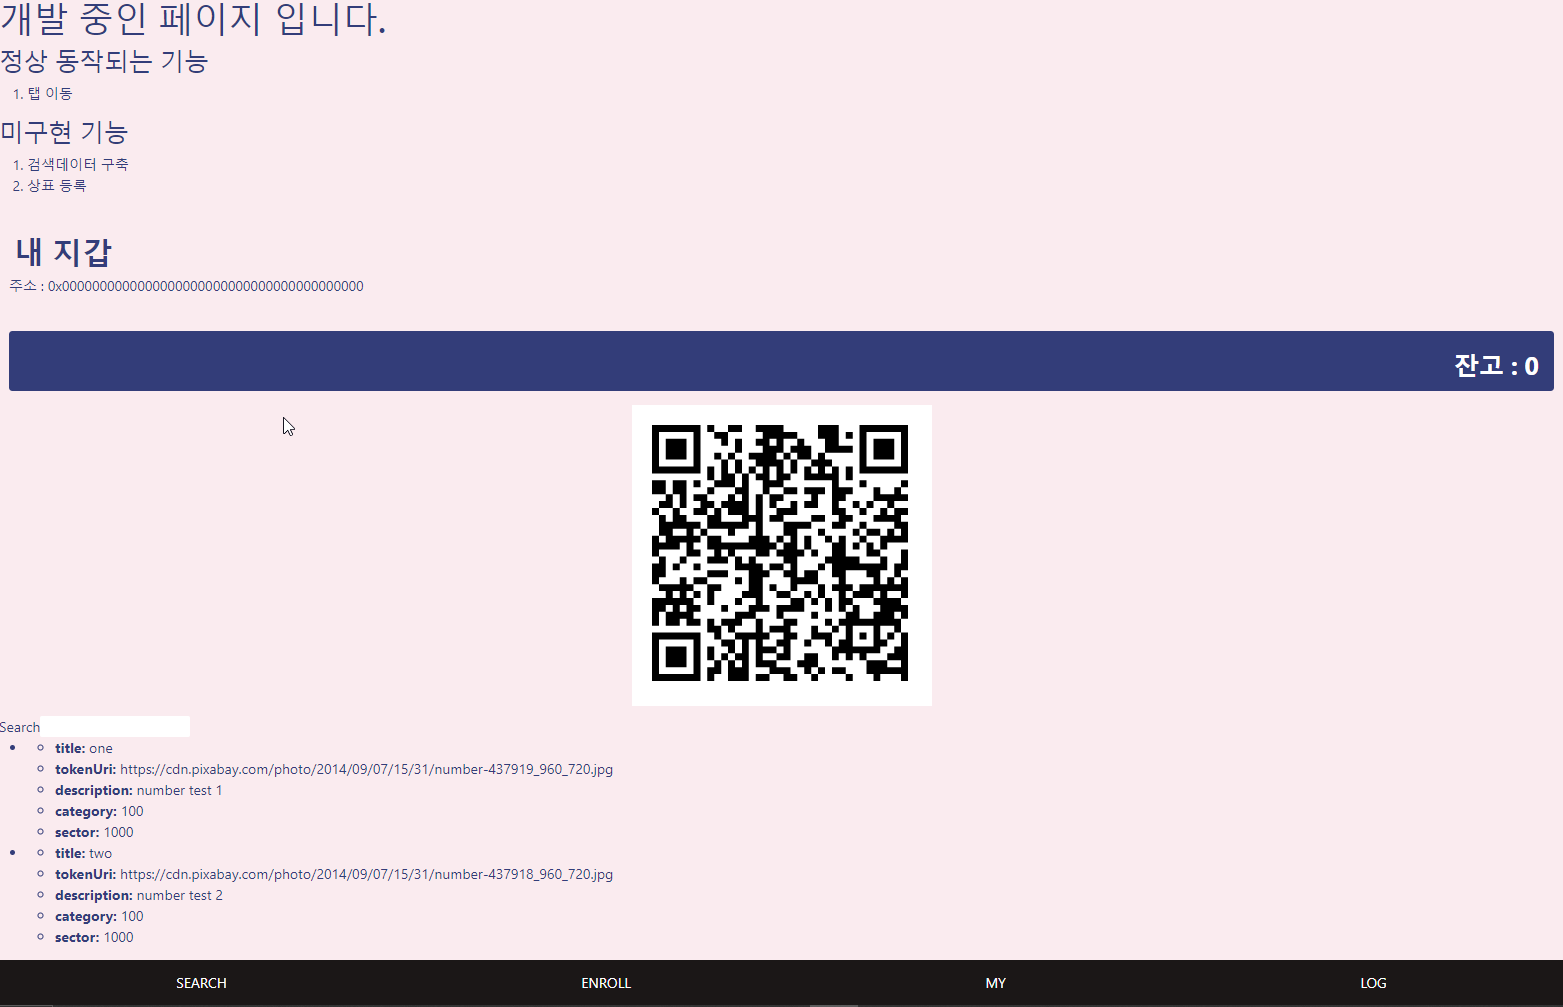 개발 중인 페이지 입니다.
정상 동작되는 기능
1. 탭 이동
미구현 기능
1. 검색데이터 구축
2. 상표 등록
내 지갑
주소 : 0x0000000000000000000000000000000000000000
잔고 : 0
Search
title: one
tokenUri: https://cdn.pixabay.com/photo/2014/09/07/15/31/number-437919_960_720.jpg
description: number test 1
category: 100
sector: 1000
title: two
tokenUri: https://cdn.pixabay.com/photo/2014/09/07/15/31/number-437918_960_720.jpg
description: number test 2
category: 100
sector: 1000
SEARCH ENROLL MY LOG